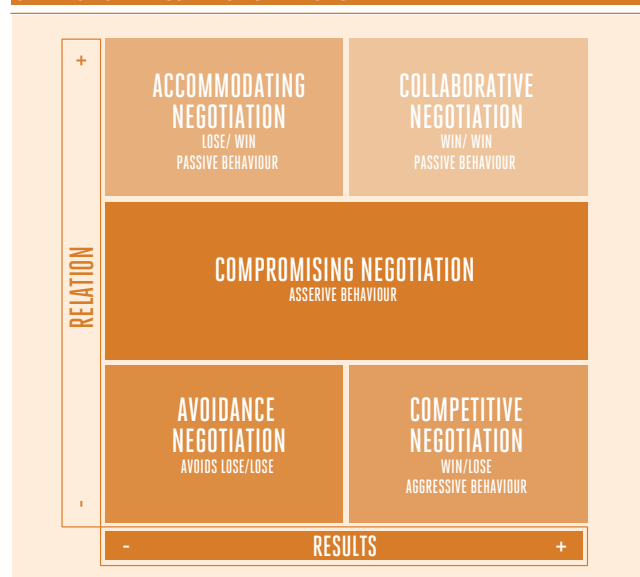 +
ACCOMMODATING
NEGOTIATION
LOSE/ WIN
PASSIVE BEHAVIOUR
COLLABORATIVE
NEGOTIATION
WIN/ WIN
PASSIVE BEHAVIOUR
RELATION
COMPROMISING NEGOTIATION
ASSERIVE BEHAVIOUR
AVOIDANCE
NEGOTIATION
AVOIDS LOSE/LOSE
COMPETITIVE
NEGOTIATION
WIN/LOSE
AGGRESSIVE BEHAVIOUR
-
- RESULTS +